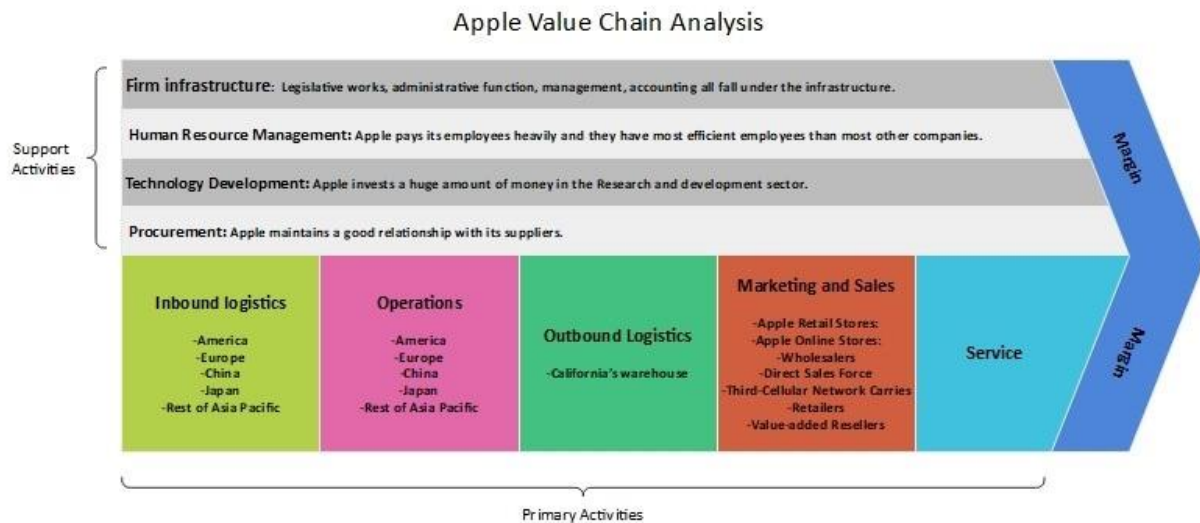 Apple Value Chain Analysis
Support
Activities
Firm infrastructure: Legislative works, administrative function, management, accounting all fall under the infrastructure.
Human Resource Management: Apple pays its employees heavily and they have most efficient employees than most other companies.
Technology Development: Apple invests a huge amount of money in the Research and development sector.
Procurement: Apple maintains a good relationship with its suppliers.
Margin
Inbound logistics
-America
-Europe
-China
-Japan
-Rest of Asia Pacific
Operations
-America
-Europe
-China
-Japan
-Rest of Asia Pacific
Outbound Logistics
-California's warehouse
Marketing and Sales
-Apple Retail Stores:
-Apple Online Stores:
-Wholesalers
-Direct Sales Force
-Third-Cellular Network Carries
-Retailers
-Value-added Resellers
Service
Margin
Primary Activities